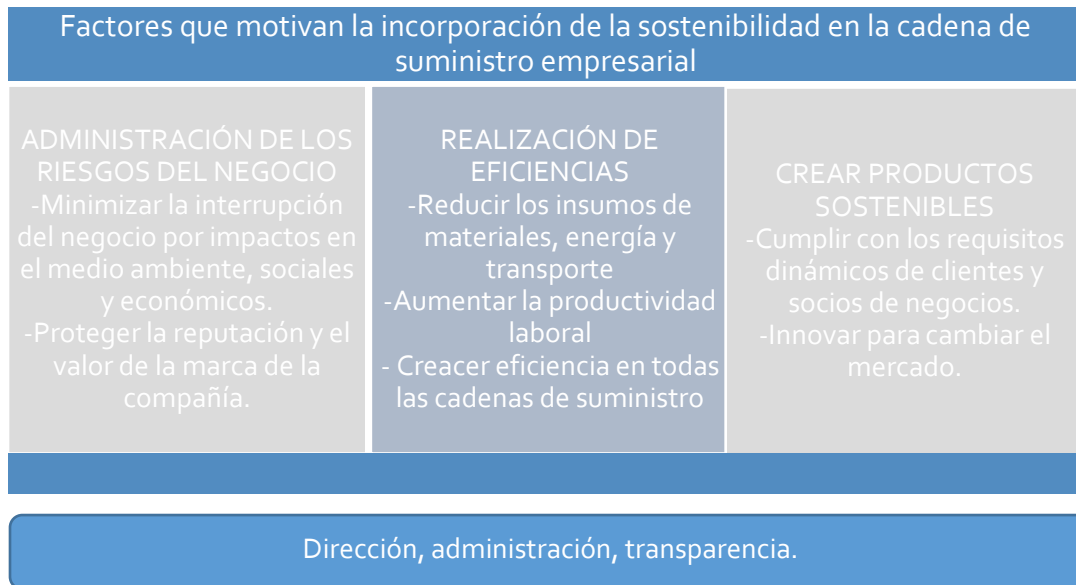 Factores que motivan la incorporación de la sostenibilidad en la cadena de
suministro empresarial
ADMINISTRACIÓN DE LOS
RIESGOS DEL NEGOCIO
-Minimizar la interrupción
del negocio por impactos en
el medio ambiente, sociales
y económicos.
-Proteger la reputación y el
valor de la marca de la
compañía.
REALIZACIÓN DE
EFICIENCIAS
-Reducir los insumos de
materiales, energía y
transporte
-Aumentar la productividad
laboral
- Creacer eficiencia en todas
las cadenas de suministro
CREAR PRODUCTOS
SOSTENIBLES
-Cumplir con los requisitos
dinámicos de clientes y
socios de negocios.
-Innovar para cambiar el
mercado.
Dirección, administración, transparencia.